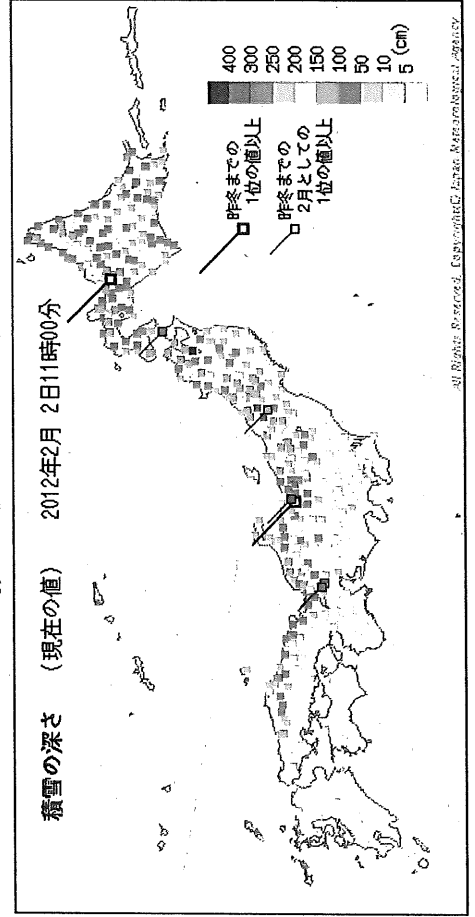 積雪の深さ (現在の値) 2012年2月 2日11時00分
昨冬までの
1位の値以上
昨冬までの
2月としての
1位の値以上
400
300
250
200
150
100
50
10
5 (cm)
All Rights Reserved. Copyright(C) Japan Meteorological Agency